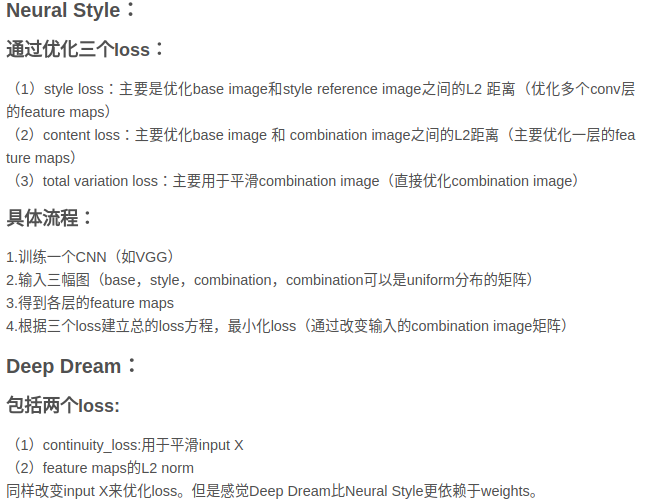 Neural Style：
通过优化三个loss：
（1）style loss：主要是优化base image和style reference image之间的L2 距离（优化多个conv层
的feature maps）
（2）content loss：主要优化base image 和 combination image之间的L2距离（主要优化一层的fea
ture maps）
（3）total variation loss：主要用于平滑combination image（直接优化combination image）
具体流程：
1.训练一个CNN（如VGG）
2.输入三幅图（base，style，combination，combination可以是uniform分布的矩阵）
3.得到各层的feature maps
4.根据三个loss建立总的loss方程，最小化loss（通过改变输入的combination image矩阵）
Deep Dream：
包括两个loss:
（1）continuity_loss:用于平滑input X
（2）feature maps的L2 norm
同样改变input X来优化loss。但是感觉Deep Dream比Neural Style更依赖于weights。